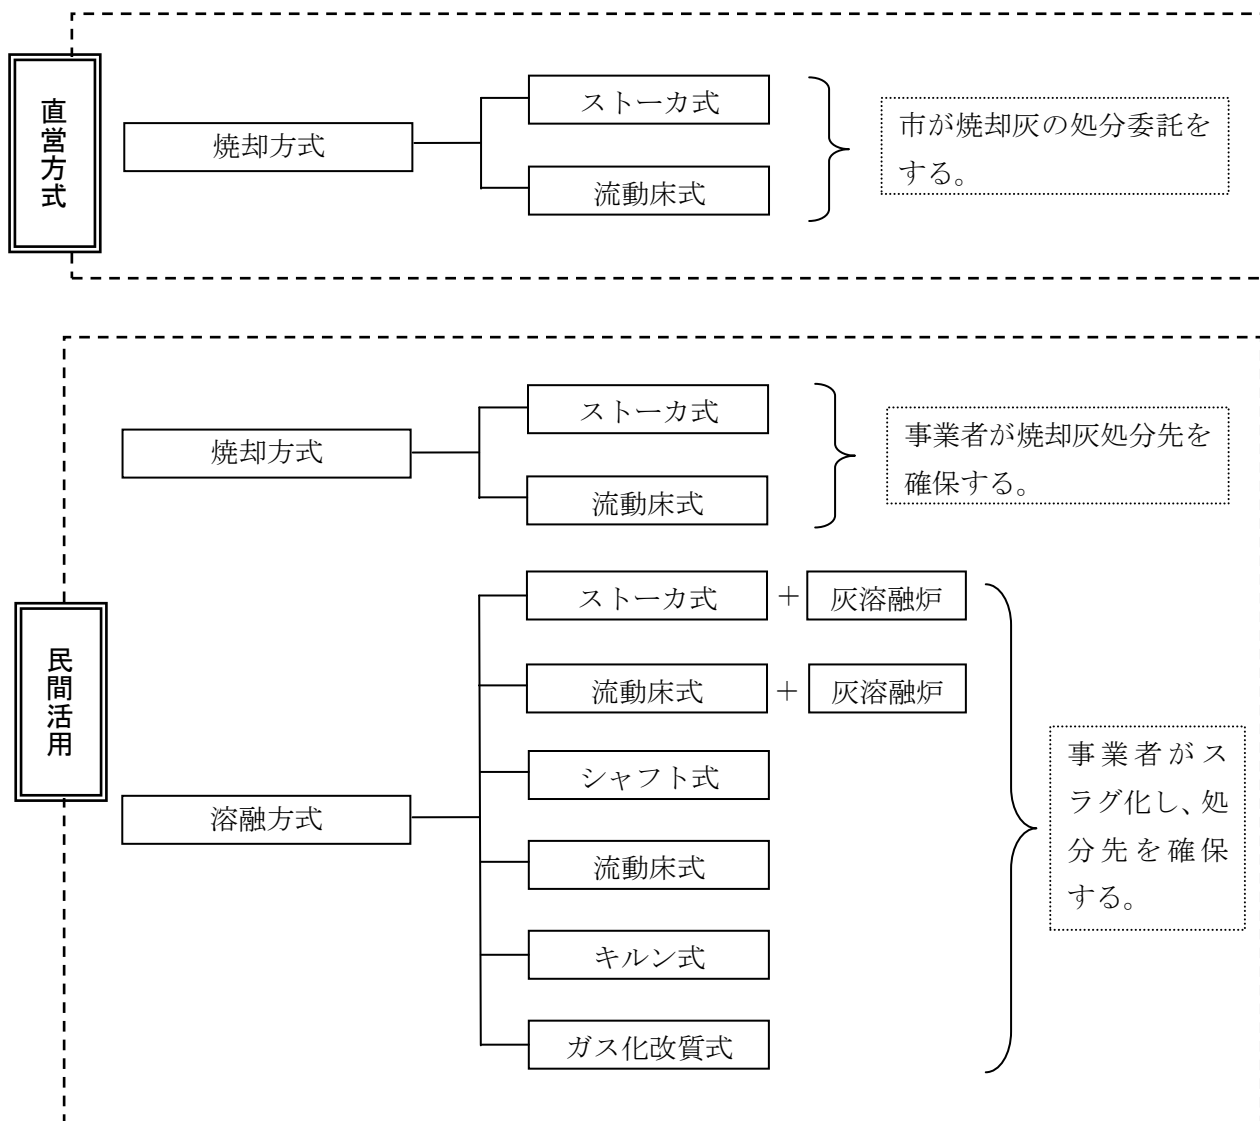 直営方式
焼却方式
ストーカ式
流動床式
市が焼却灰の処分委託を
する。
民間活用
焼却方式
ストーカ式
流動床式
事業者が焼却灰処分先を
確保する。
溶融方式
ストーカ式 + 灰溶融炉
流動床式 + 灰溶融炉
シャフト式
流動床式
キルン式
ガス化改質式
事業者がス
ラグ化し、処
分先を確保
する。